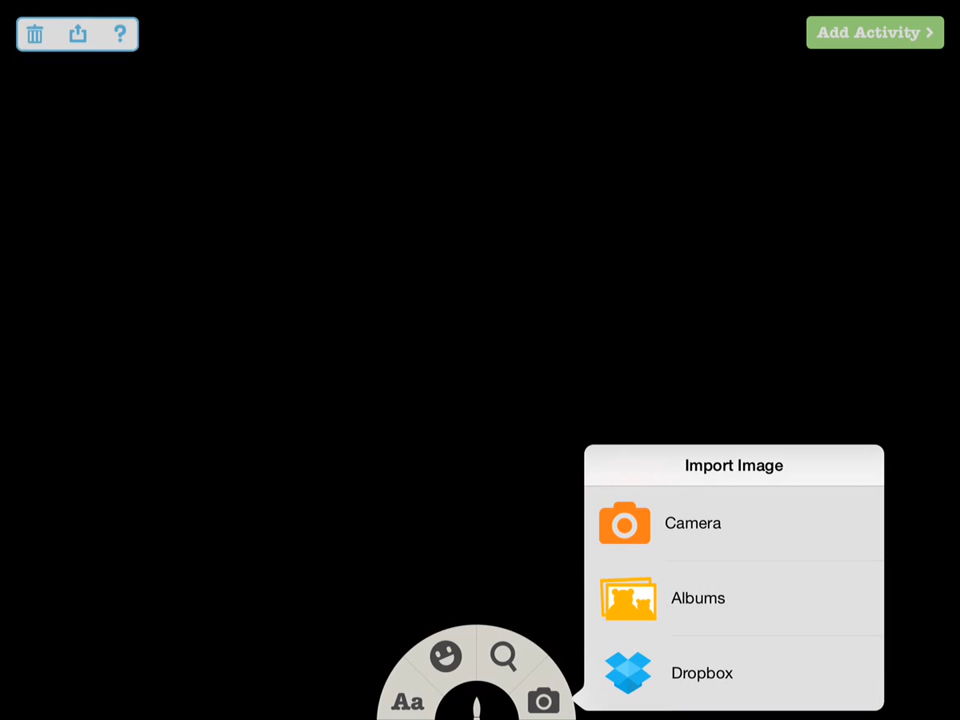 ? Add Activity >
Import Image
Camera
Albums
Dropbox
Aa